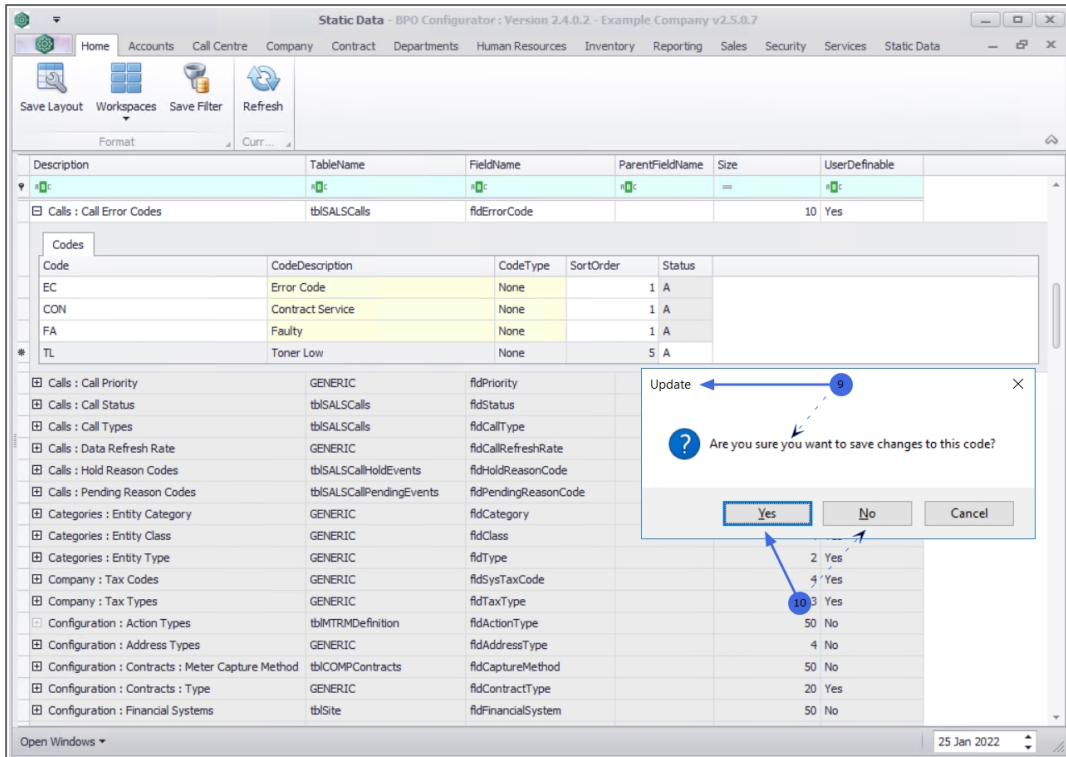 Static Data - BPO Configurator : Version 2.4.0.2 - Example Company v2.5.0.7
Home Accounts Call Centre Company Contract Departments Human Resources Inventory Reporting Sales Security Services Static Data
Save Layout Workspaces Save Filter Refresh
Format Curr...
Description TableName FieldName ParentFieldName Size UserDefinable
Calls : Call Error Codes tblSALSCalls fldErrorCode 10 Yes
Codes
Code CodeDescription CodeType SortOrder Status
EC Error Code None 1 A
CON Contract Service None 1 A
FA Faulty None 1 A
TL Toner Low None 5 A
Calls : Call Priority GENERIC fldPriority
Calls : Call Status tblSALSCalls fldStatus
Calls : Call Types tblSALSCalls fldCallType
Calls : Data Refresh Rate GENERIC fldCallRefreshRate
Calls : Hold Reason Codes tblSALSCallHoldEvents fldHoldReasonCode
Calls : Pending Reason Codes tblSALSCallPendingEvents fldPendingReasonCode
Categories : Entity Category GENERIC fldCategory
Categories : Entity Class GENERIC fldClass
Categories : Entity Type GENERIC fldType 2 Yes
Company : Tax Codes GENERIC fldSysTaxCode 4 Yes
Company : Tax Types GENERIC fldTaxType 3 Yes
Configuration : Action Types tblMTRMDefinition fldActionType 50 No
Configuration : Address Types GENERIC fldAddressType 4 No
Configuration : Contracts : Meter Capture Method tblCOMPContracts fldCaptureMethod 50 No
Configuration : Contracts : Type GENERIC fldContractType 20 Yes
Configuration : Financial Systems tblSite fldFinancialSystem 50 No
Update 9
Are you sure you want to save changes to this code?
Yes No Cancel
10
Open Windows 25 Jan 2022